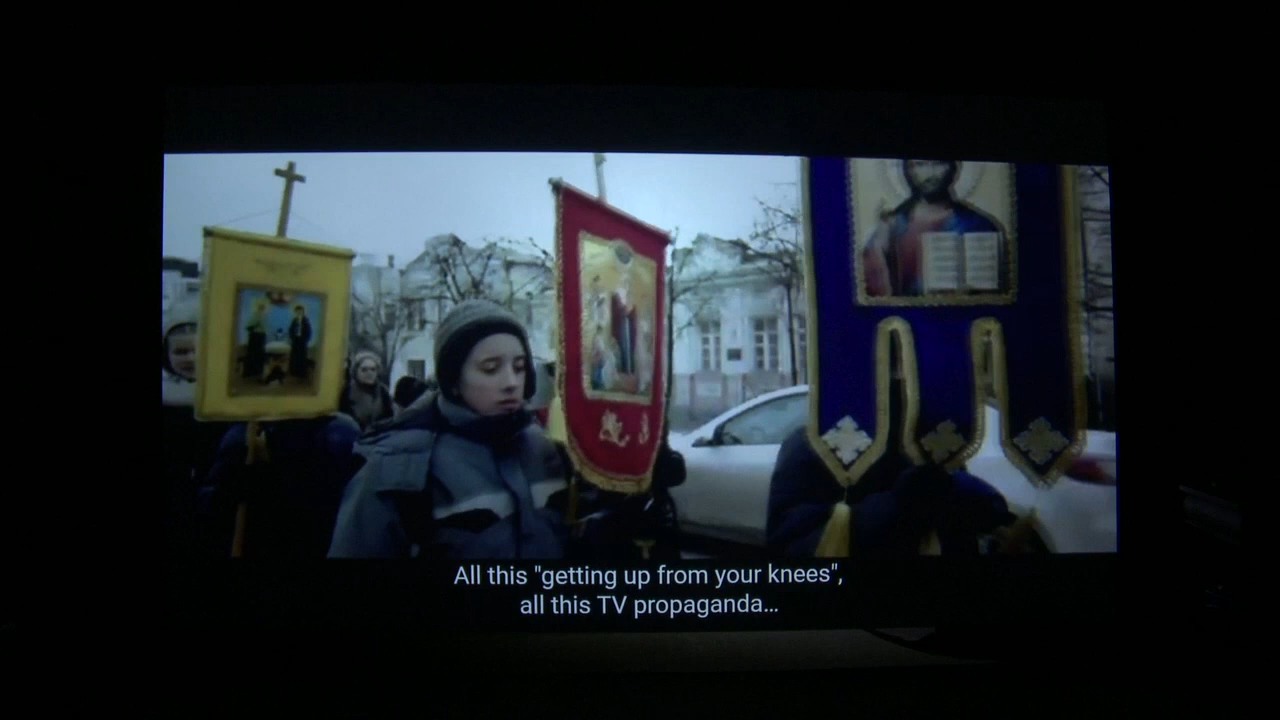 All this "getting up from your knees",
all this TV propaganda…